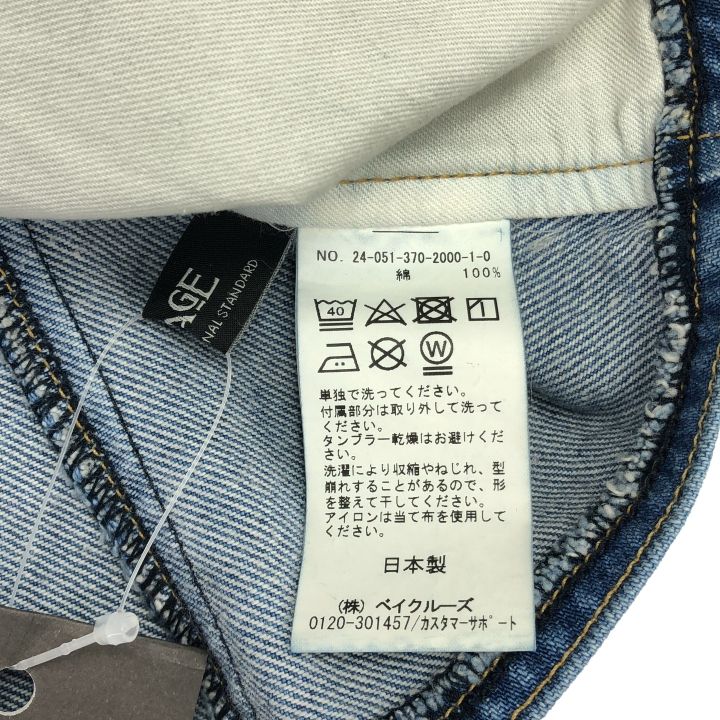 AGE
NAL STANDARD
NO. 24-051-370-2000-1-0
綿 100%
40
単独で洗ってください。
付属部分は取り外して洗って
ください。
タンブラー乾燥はお避けくだ
さい。
洗濯により収縮やねじれ、型
崩れすることがあるので、形
を整えて干してください。
アイロンは当て布を使用して
ください。
日本製
(株) ベイクルーズ
0120-301457/カスタマーサポート